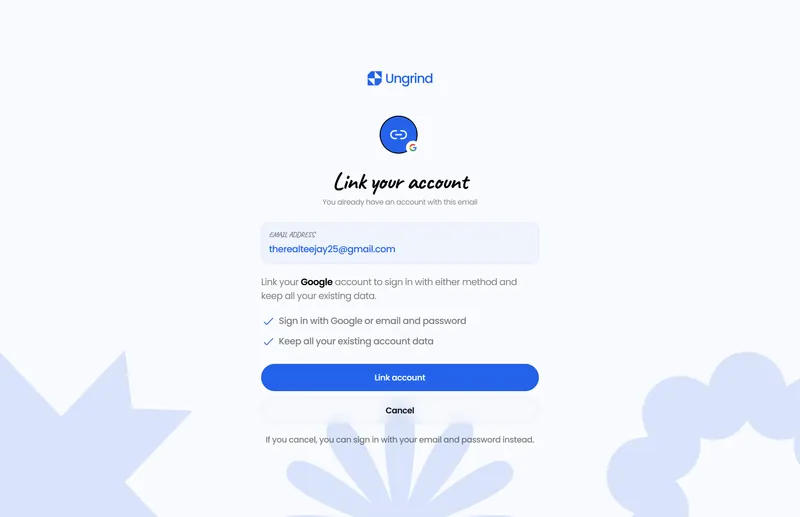 Ungrind
Link your account
You already have an account with this email
EMAIL ADDRESS
therealteejay25@gmail.com
Link your Google account to sign in with either method and
keep all your existing data.
Sign in with Google or email and password
Keep all your existing account data
Link account
Cancel
If you cancel, you can sign in with your email and password instead.